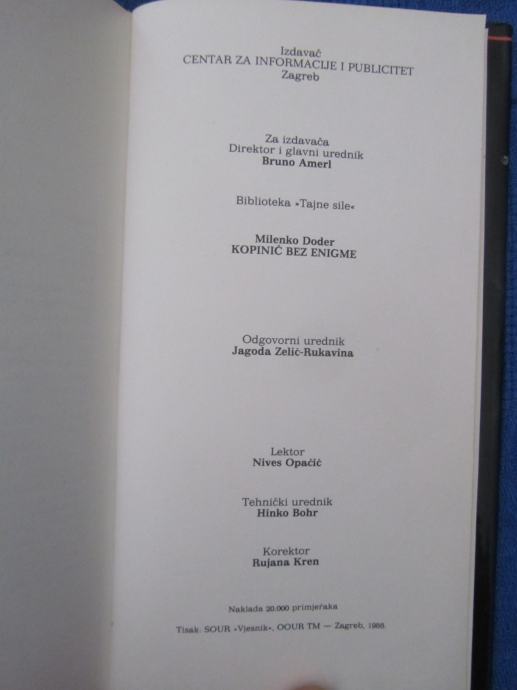 Izdavač
CENTAR ZA INFORMACIJE I PUBLICITET
Zagreb
Za izdavača
Direktor i glavni urednik
Bruno Amerl
Biblioteka »Tajne sile«
Milenko Doder
KOPINIČ BEZ ENIGME
Odgovorni urednik
Jagoda Zelić-Rukavina
Lektor
Nives Opačić
Tehnički urednik
Hinko Bohr
Korektor
Rujana Kren
Naklada 20.000 primjeraka
Tisak: SOUR »Vjesnik«, OOUR TM — Zagreb, 1986.